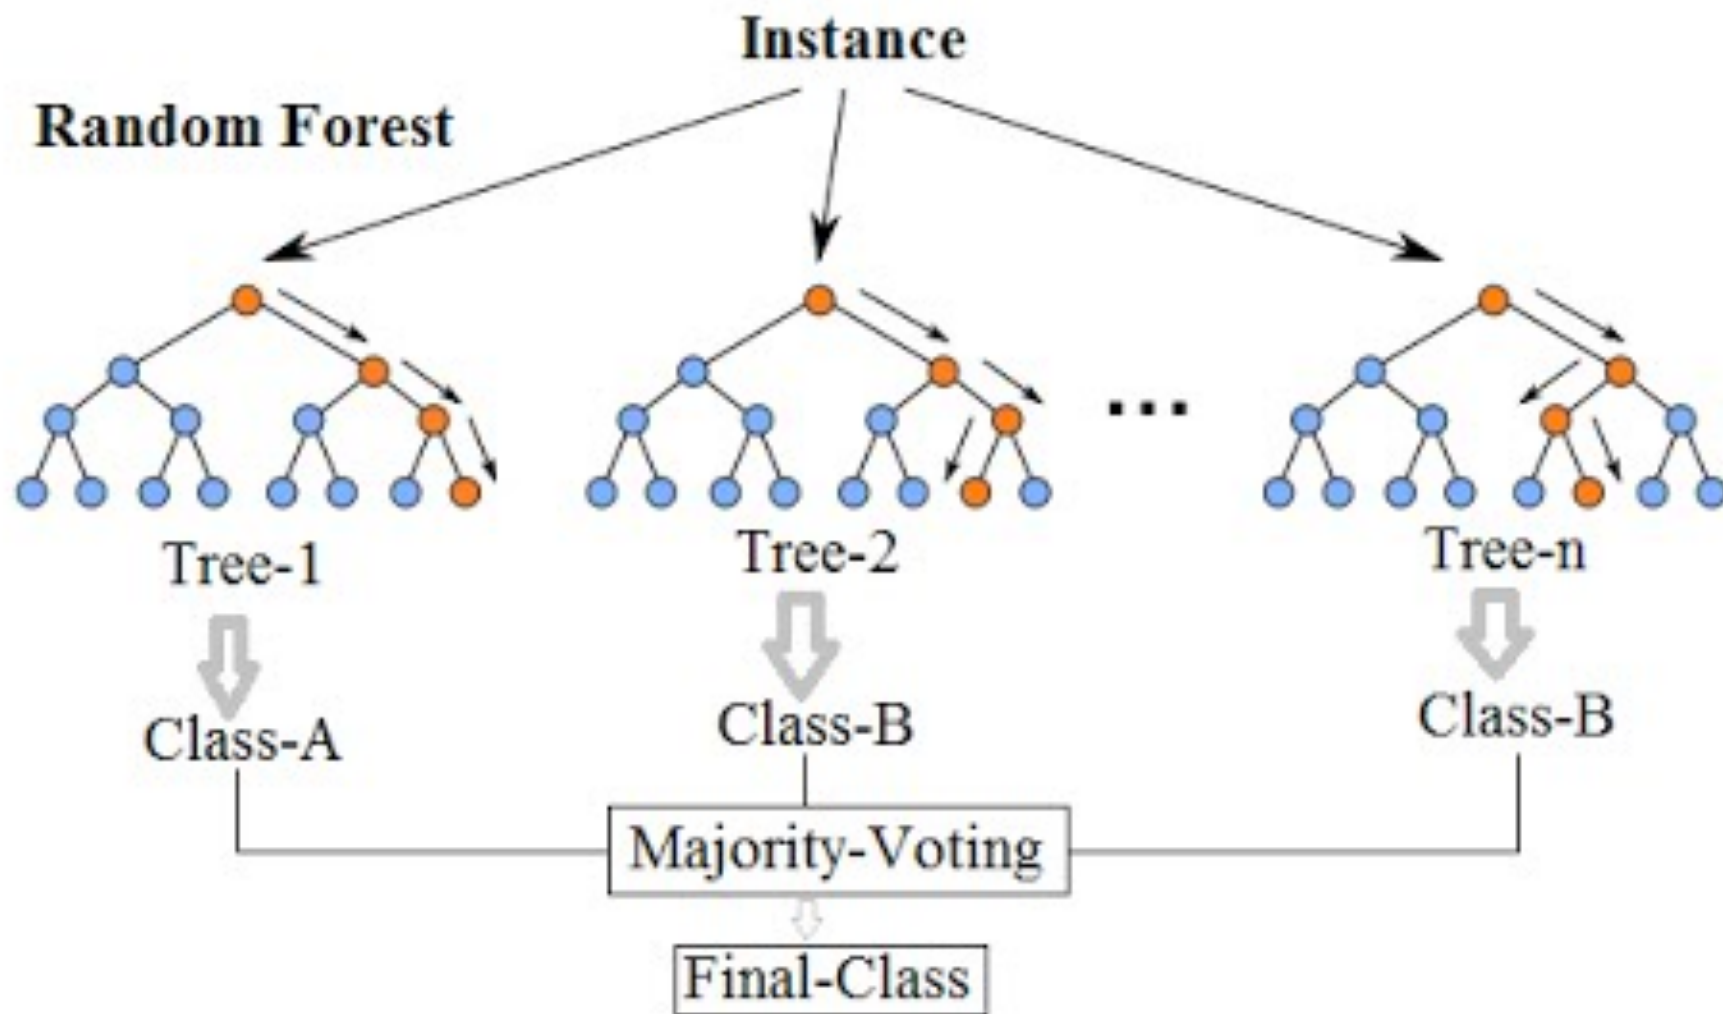 Instance
Random Forest
...
Tree-1
Tree-2
Tree-n
Class-A
Class-B
Class-B
Majority-Voting
Final-Class